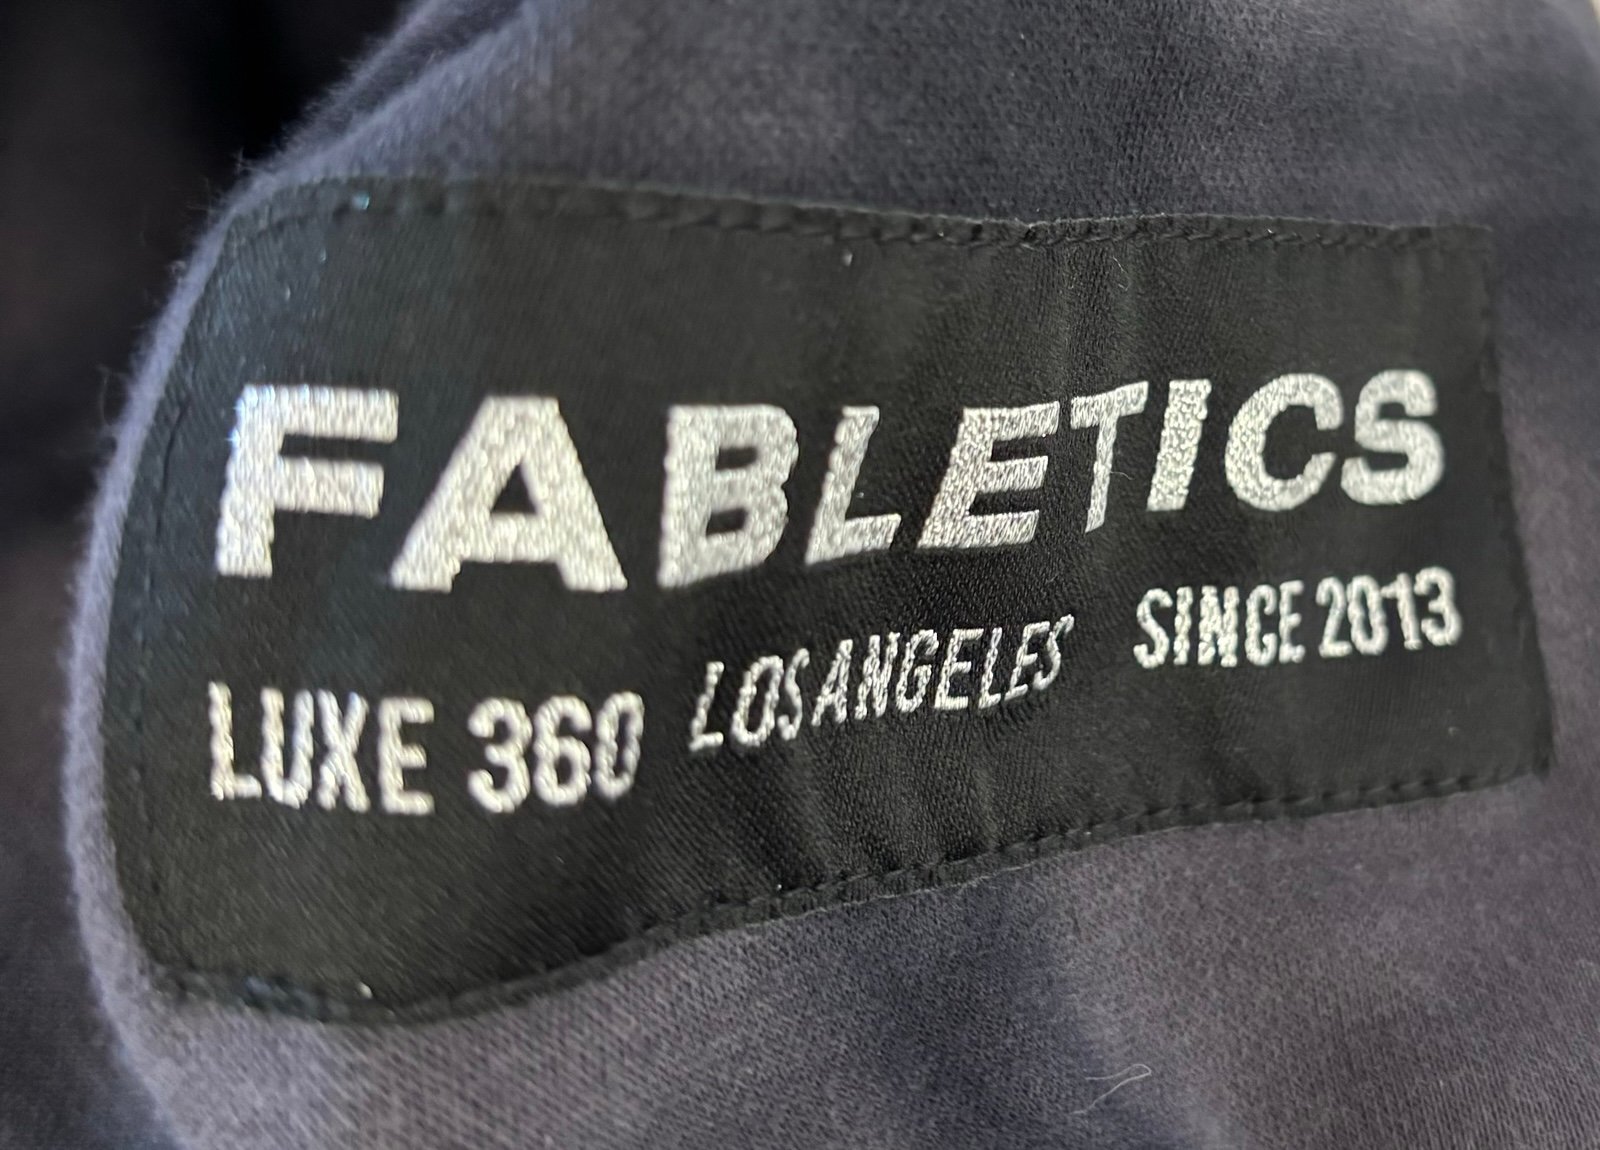 FABLETICS
LUXE 360 LOS ANGELES SINCE 2013